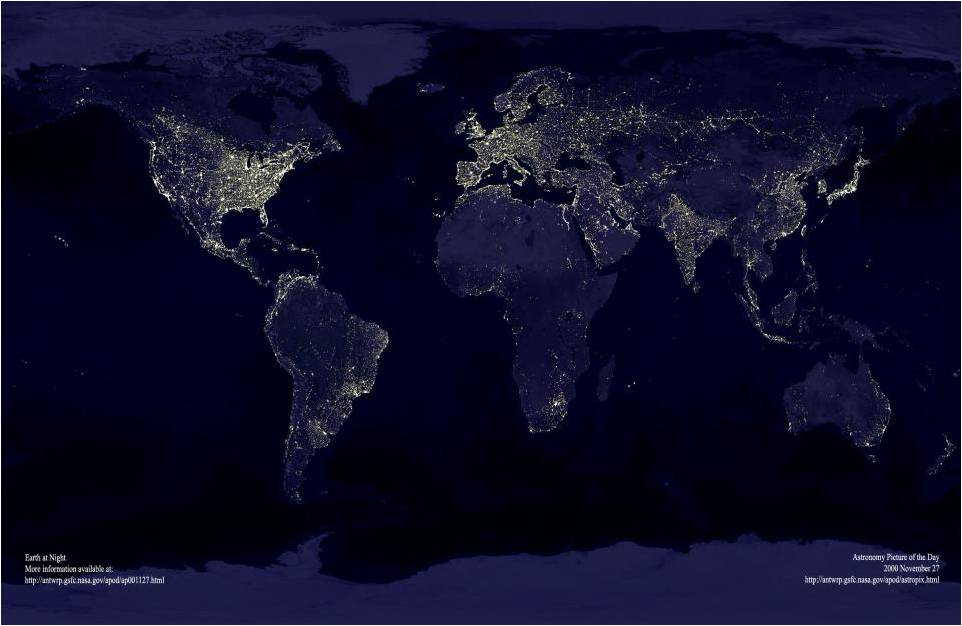 Earth at Night
More information available at:
http://antwrp.gsfc.nasa.gov/apod/ap001127.html
Astronomy Picture of the Day
2000 November 27
http://antwrp.gsfc.nasa.gov/apod/astropix.html